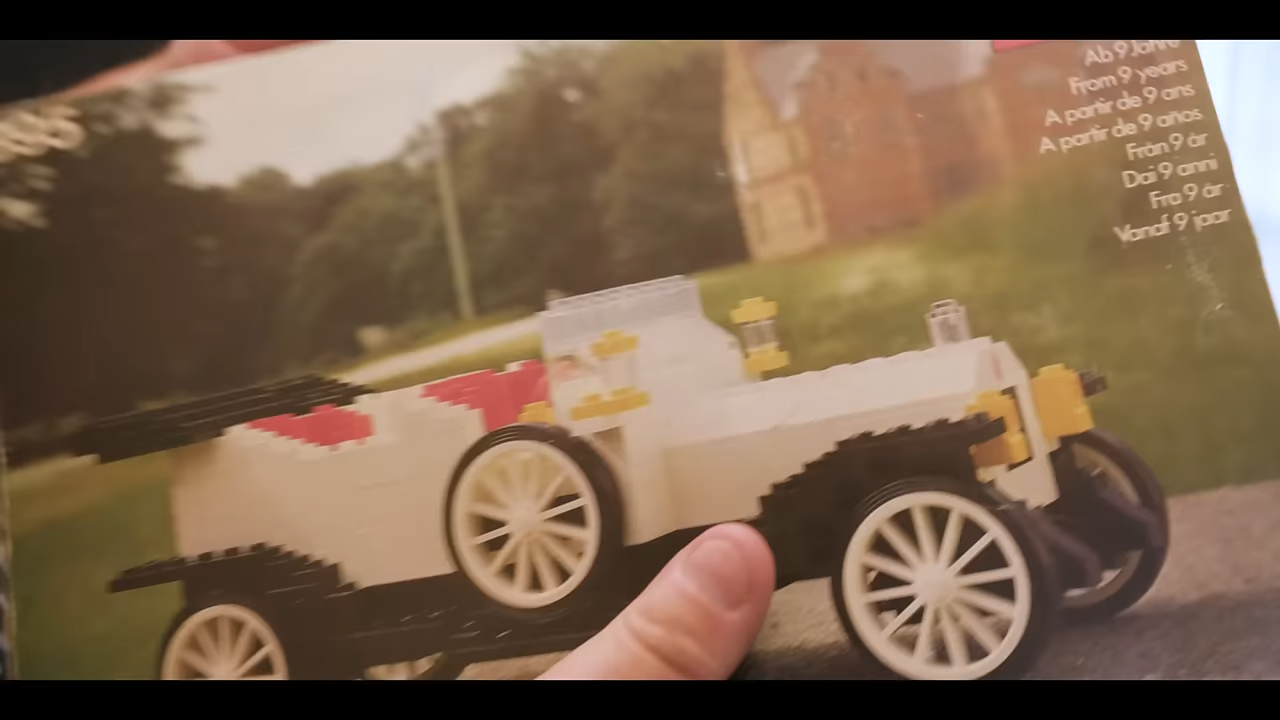 Ab 9 Jahre
From 9 years
A partir de 9 ans
A partir de 9 años
Från 9 år
Dai 9 anni
Fra 9 år
Vanaf 9 jaar